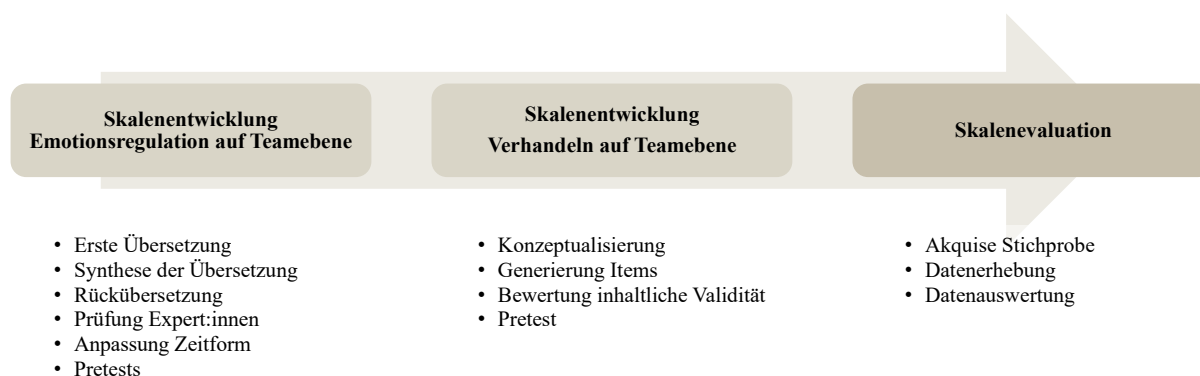 Skalenentwicklung
Emotionsregulation auf Teamebene
Skalenentwicklung
Verhandeln auf Teamebene
Skalenevaluation
• Erste Übersetzung
• Synthese der Übersetzung
• Rückübersetzung
• Prüfung Expert:innen
• Anpassung Zeitform
• Pretests
• Konzeptualisierung
• Generierung Items
• Bewertung inhaltliche Validität
• Pretest
• Akquise Stichprobe
• Datenerhebung
• Datenauswertung